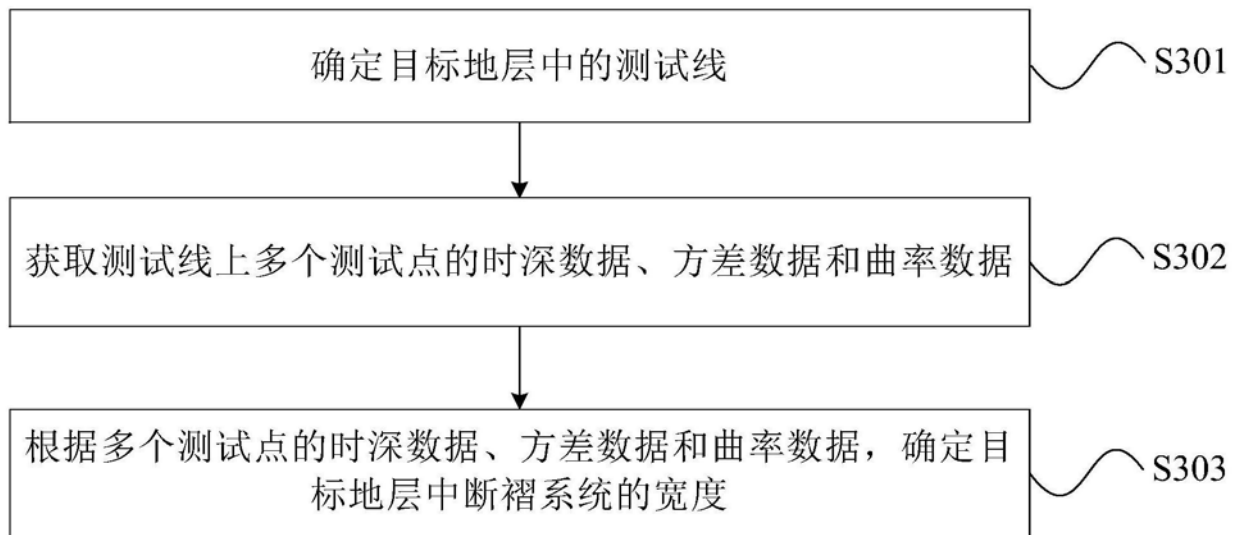 确定目标地层中的测试线
S301
获取测试线上多个测试点的时深数据、方差数据和曲率数据
S302
根据多个测试点的时深数据、方差数据和曲率数据，确定目
标地层中断褶系统的宽度
S303